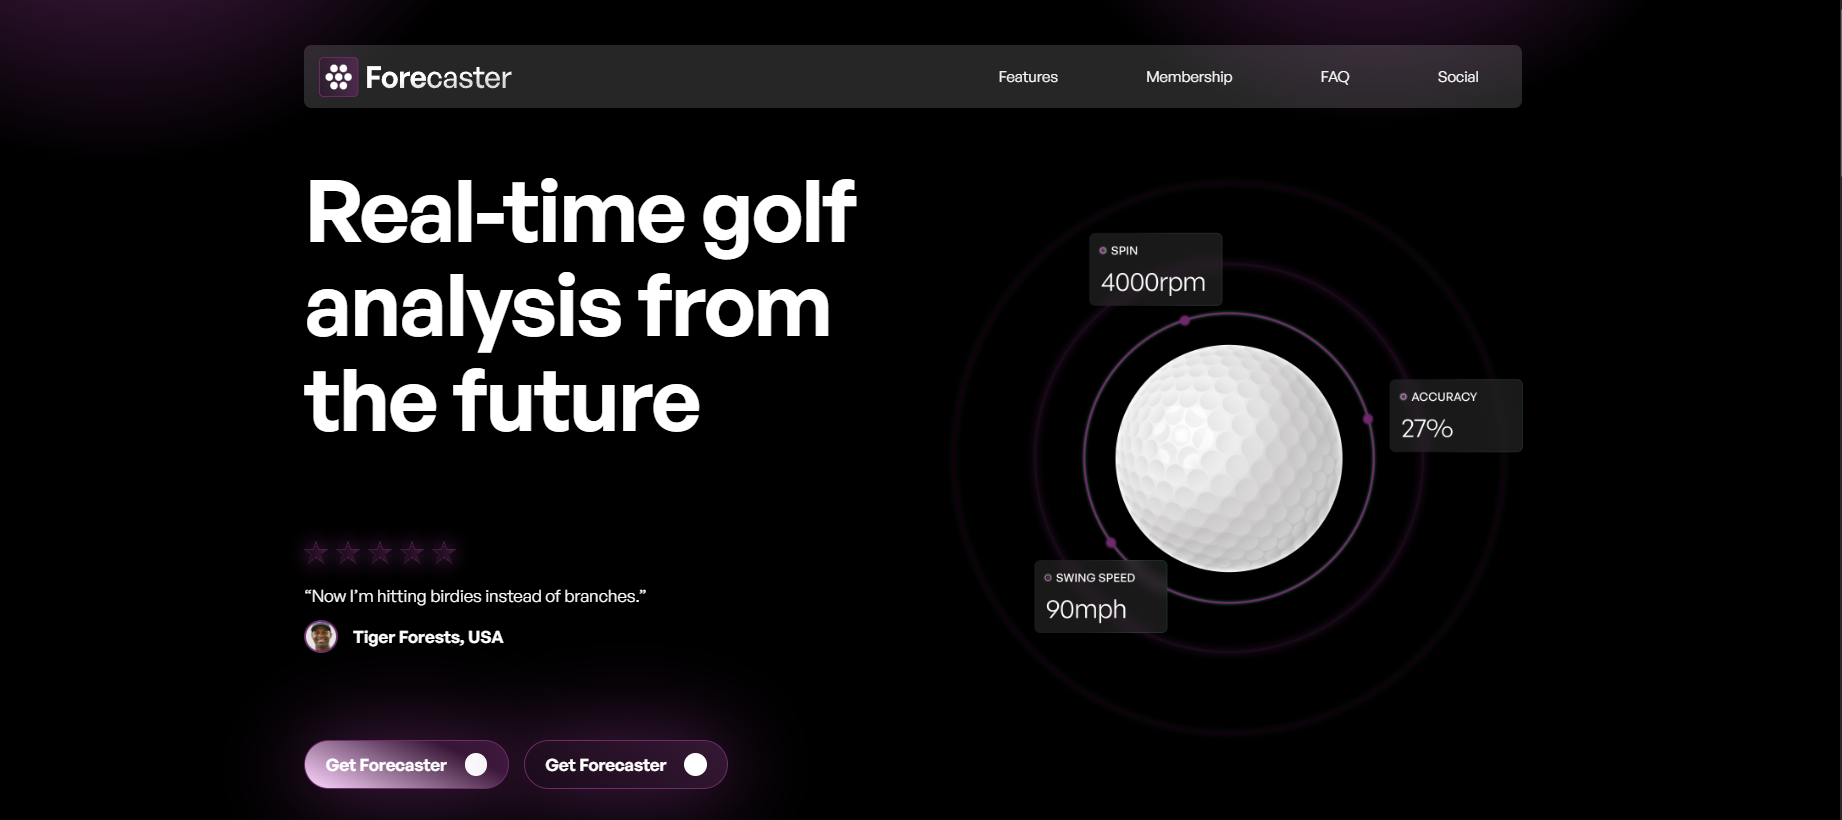 Forecaster
Features
Membership
FAQ
Social
Real-time golf
analysis from
the future
SPIN
4000rpm
ACCURACY
27%
SWING SPEED
90mph
“Now I’m hitting birdies instead of branches.”
Tiger Forests, USA
Get Forecaster
Get Forecaster